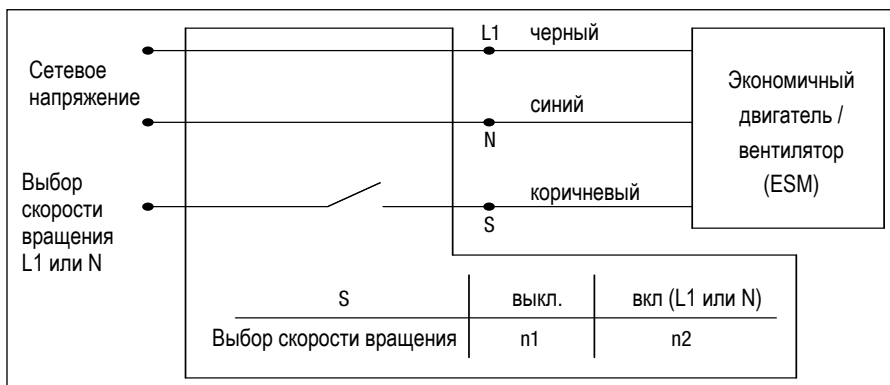 Сетевое
напряжение
L1
черный
синий
N
Выбор
скорости
вращения
L1 или N
коричневый
S
Экономичный
двигатель /
вентилятор
(ESM)
S выкл. вкл (L1 или N)
Выбор скорости вращения n1 n2